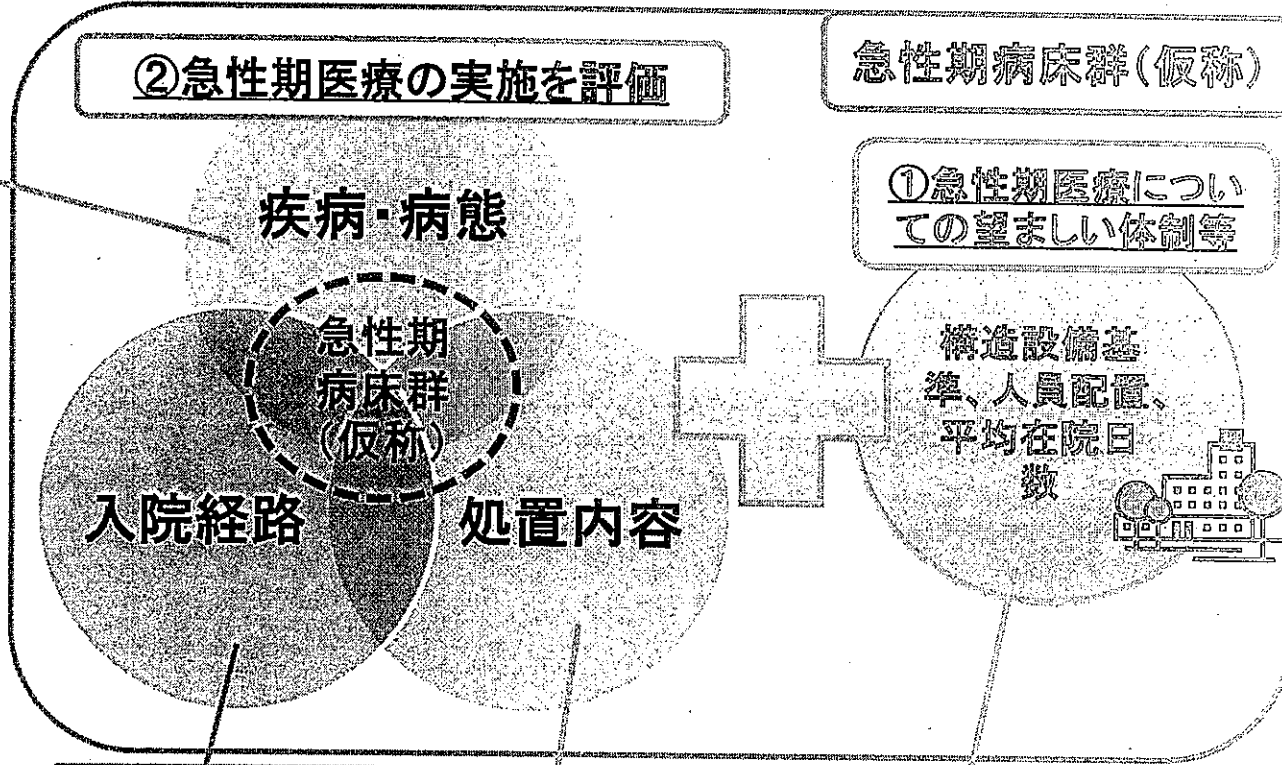 ②急性期医療の実施を評価
急性期病床群(仮称)
①急性期医療につい
ての望ましい体制等
疾病・病態
急性期
病床群
(仮称)
入院経路
処置内容
構造設備基
準、人員配置、
平均在院日
数